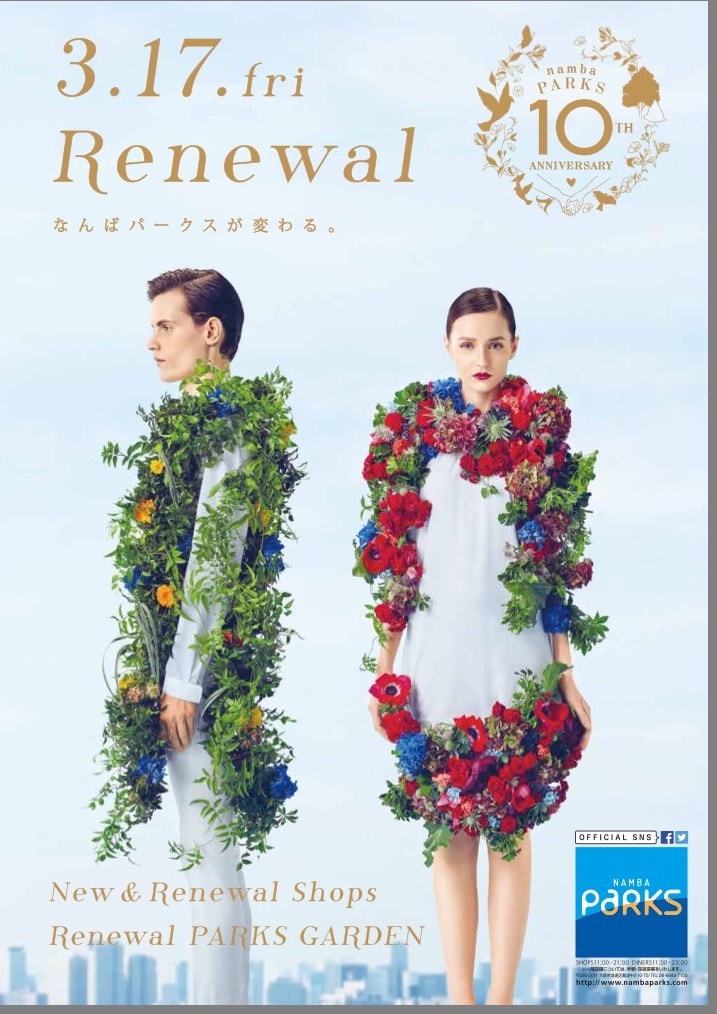 3.17.fri
Renewal
なんばパークスが変わる。
namba
PARKS
10TH
ANNIVERSARY
New & Renewal Shops
Renewal PARKS GARDEN
OFFICIAL SNS
NAMBA
PARKS
SHOPS11:00-21:00 DINERS11:00-23:00
http://www.nambaparks.com